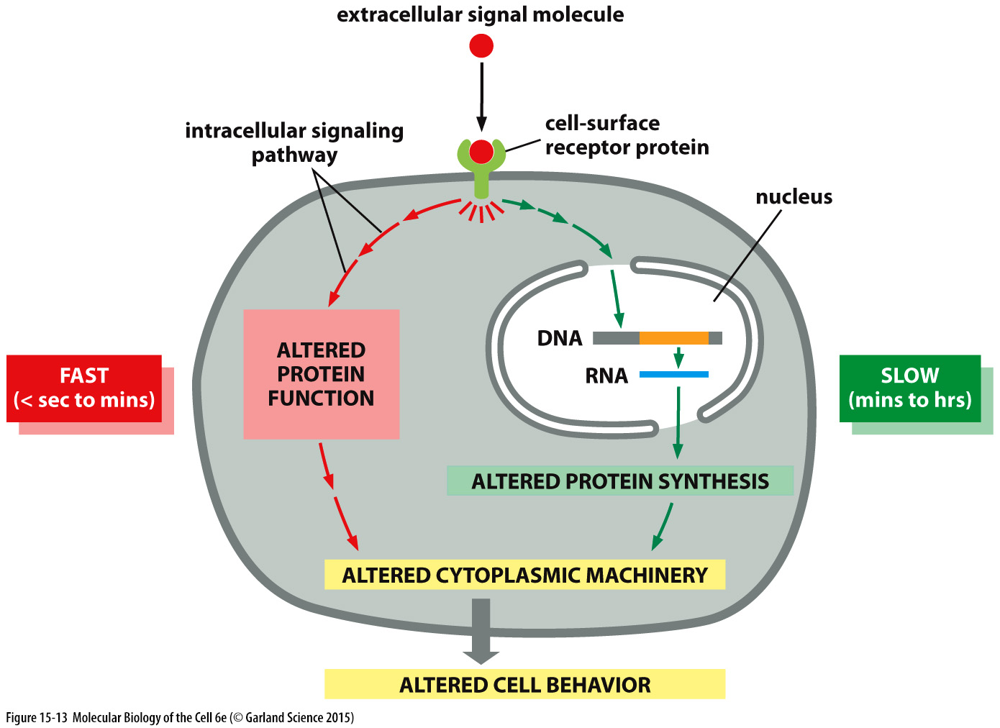 extracellular signal molecule
intracellular signaling
pathway
cell-surface
receptor protein
nucleus
DNA
RNA
ALTERED
PROTEIN
FUNCTION
FAST
(< sec to mins)
SLOW
(mins to hrs)
ALTERED PROTEIN SYNTHESIS
ALTERED CYTOPLASMIC MACHINERY
ALTERED CELL BEHAVIOR
Figure 15-13 Molecular Biology of the Cell 6e (© Garland Science 2015)